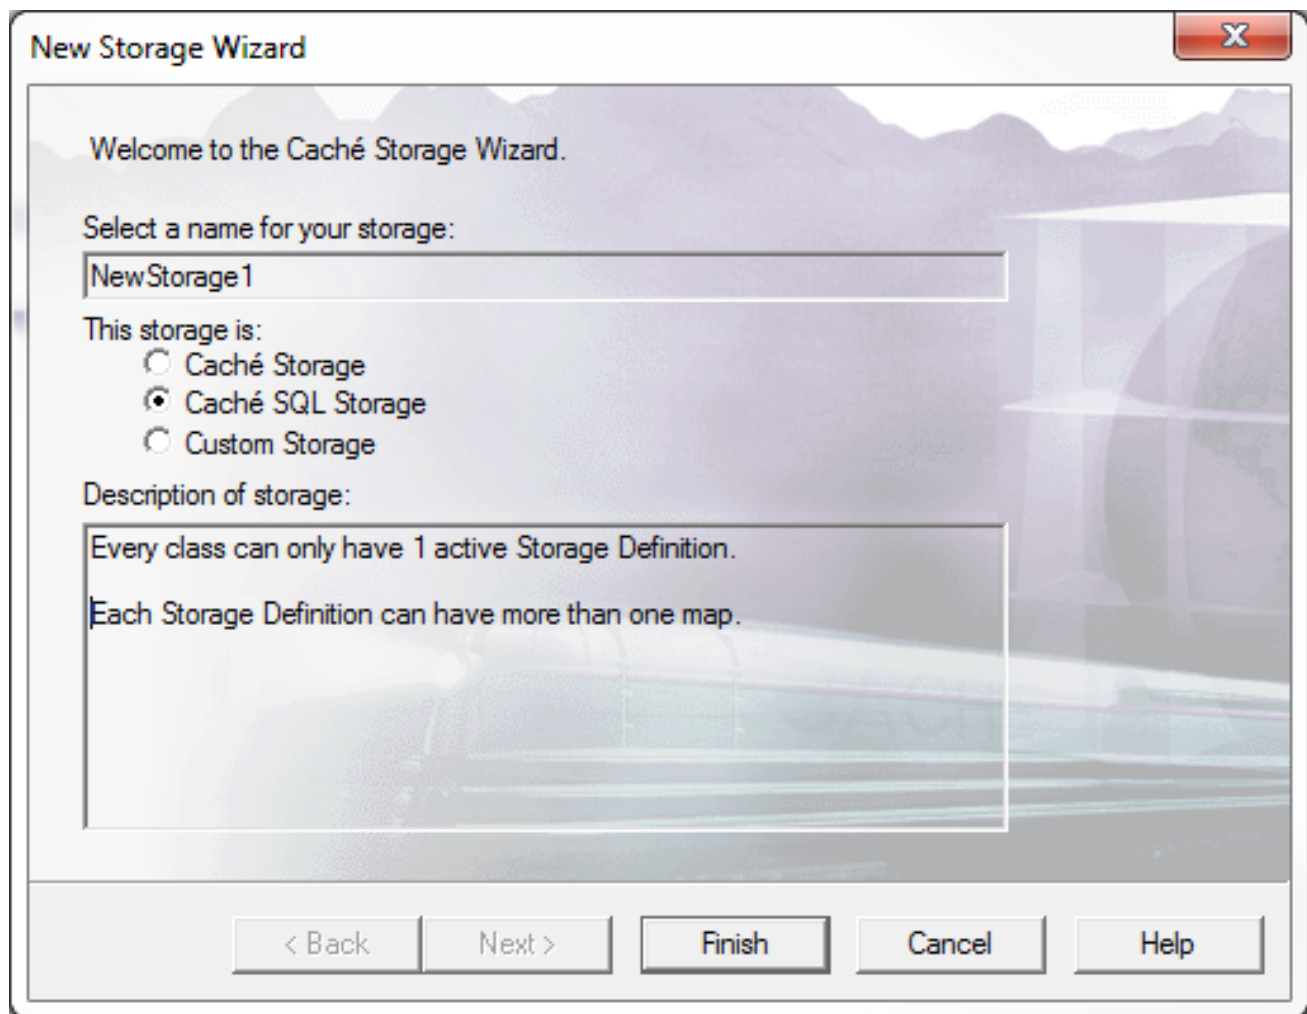 New Storage Wizard
Welcome to the Caché Storage Wizard.
Select a name for your storage:
NewStorage1
This storage is:
Caché Storage
Caché SQL Storage
Custom Storage
Description of storage:
Every class can only have 1 active Storage Definition.
Each Storage Definition can have more than one map.
< Back Next > Finish Cancel Help